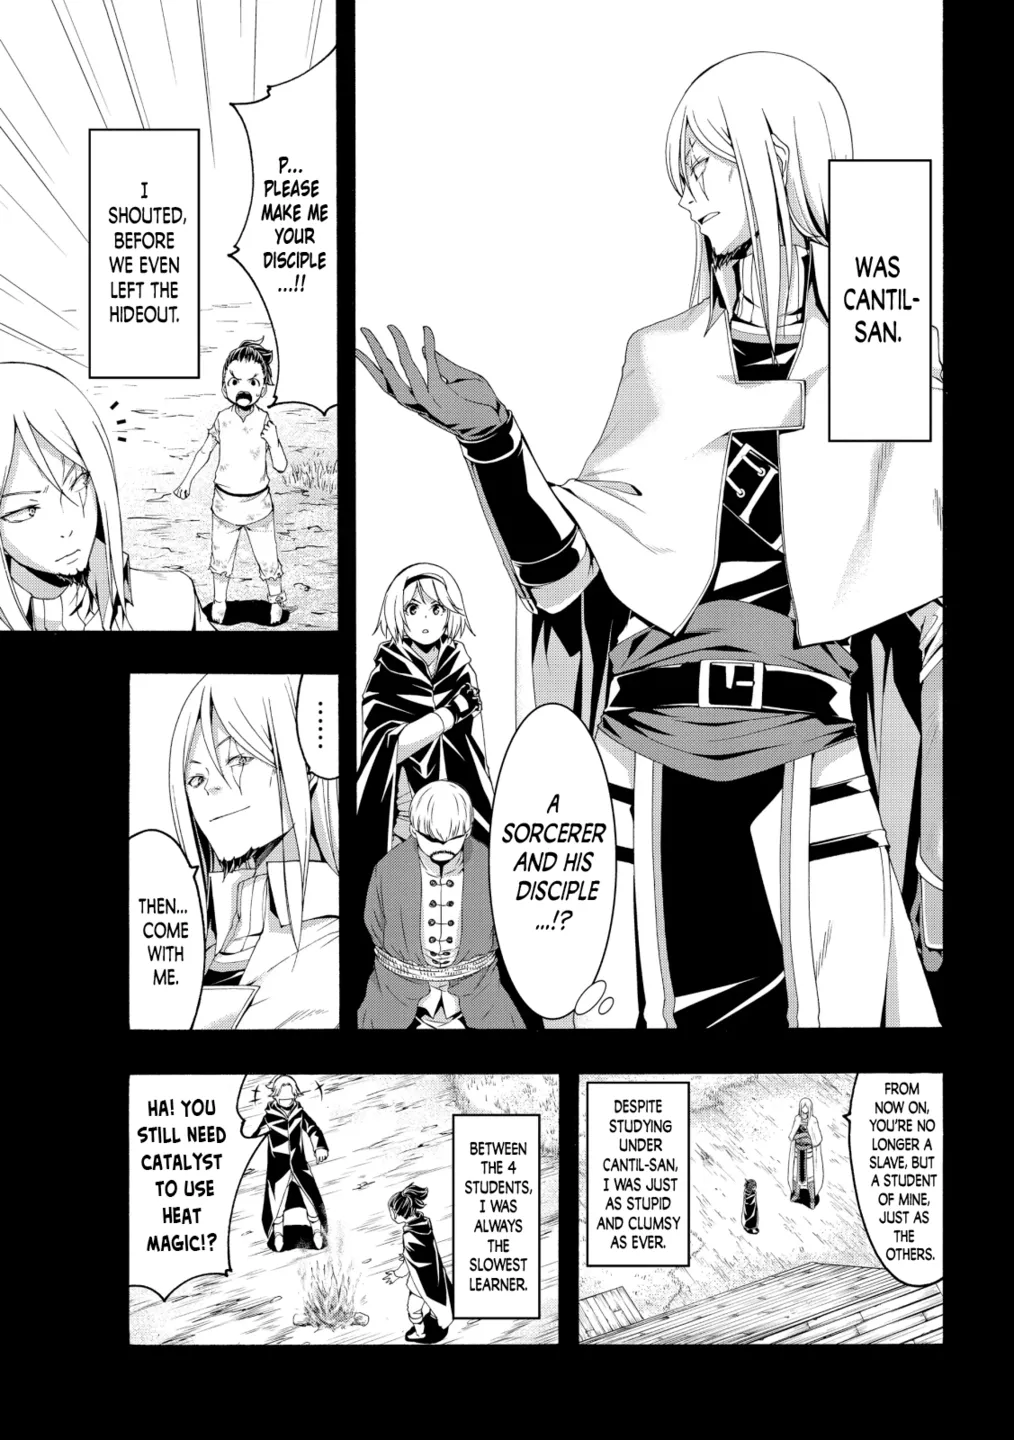 WAS
CANTIL-
SAN.
A
SORCERER
AND HIS
DISCIPLE
...!?
P...
PLEASE
MAKE ME
YOUR
DISCIPLE
...!!
I
SHOUTED,
BEFORE
WE EVEN
LEFT THE
HIDEOUT.
......
THEN...
COME
WITH
ME.
FROM
NOW ON,
YOU'RE NO
LONGER A
SLAVE, BUT
A STUDENT
OF MINE,
JUST AS
THE
OTHERS.
DESPITE
STUDYING
UNDER
CANTIL-SAN,
I WAS JUST
AS STUPID
AND CLUMSY
AS EVER.
BETWEEN
THE 4
STUDENTS,
I WAS
ALWAYS
THE
SLOWEST
LEARNER.
HA! YOU
STILL NEED
CATALYST
TO USE
HEAT
MAGIC!?